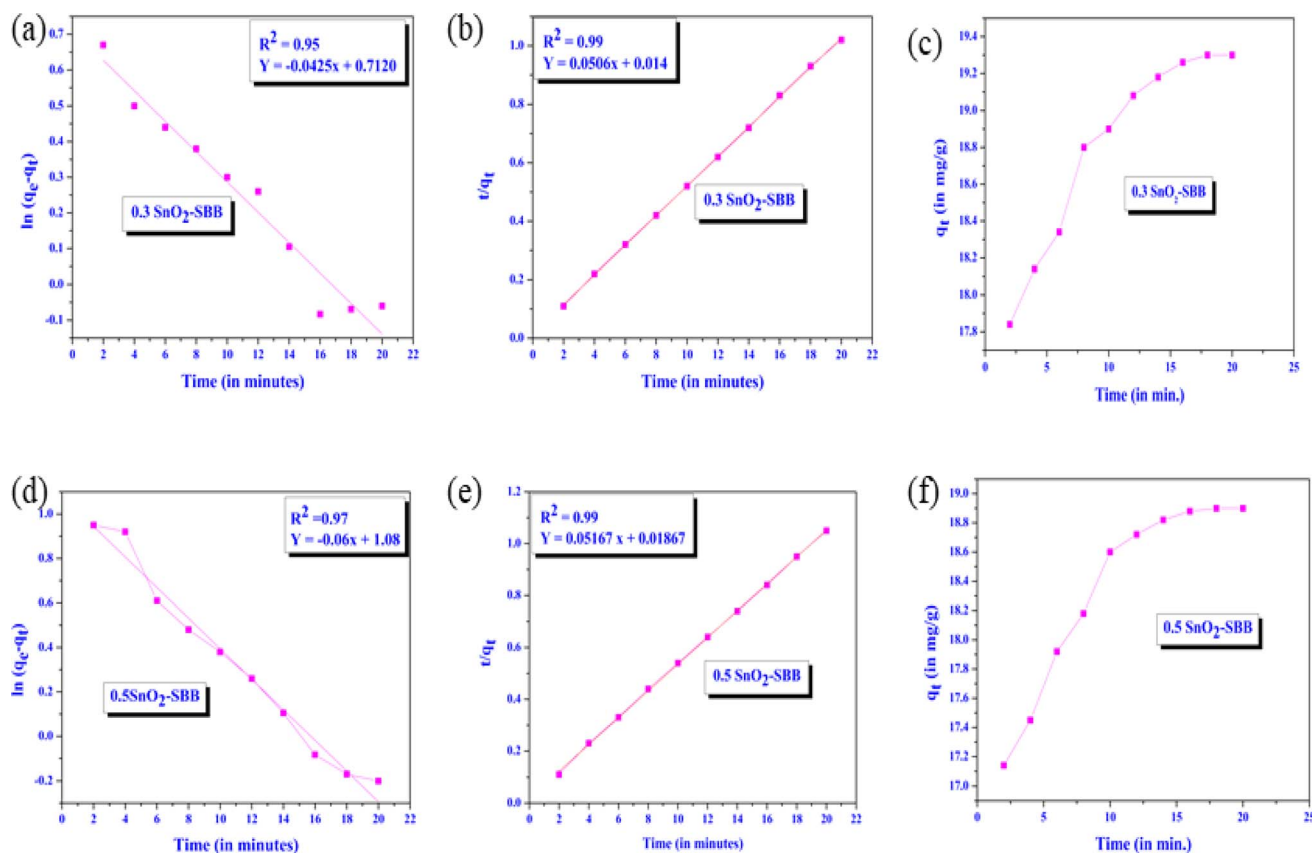 (a)
R² = 0.95
Y = -0.0425x + 0.7120
0.3 SnO₂-SBB
ln (qₑ-qₜ)
0.7
0.6
0.5
0.4
0.3
0.2
0.1
0.0
-0.1
0 2 4 6 8 10 12 14 16 18 20 22
Time (in minutes)
(b)
R² = 0.99
Y = 0.0506x + 0.014
0.3 SnO₂-SBB
t/qₜ
1.0
0.8
0.6
0.4
0.2
0.0
0 2 4 6 8 10 12 14 16 18 20 22
Time (in minutes)
(c)
0.3 SnO₂-SBB
qₜ (in mg/g)
19.4
19.2
19.0
18.8
18.6
18.4
18.2
18.0
17.8
0 5 10 15 20 25
Time (in min.)
(d)
R² =0.97
Y = -0.06x + 1.08
0.5SnO₂-SBB
ln (qₑ-qₜ)
1.0
0.8
0.6
0.4
0.2
0.0
-0.2
0 2 4 6 8 10 12 14 16 18 20 22
Time (in minutes)
(e)
R² = 0.99
Y = 0.05167 x + 0.01867
0.5 SnO₂-SBB
t/qₜ
1.2
1.0
0.8
0.6
0.4
0.2
0.0
0 2 4 6 8 10 12 14 16 18 20 22
Time (in minutes)
(f)
0.5 SnO₂-SBB
qₜ (in mg/g)
19.0
18.8
18.6
18.4
18.2
18.0
17.8
17.6
17.4
17.2
17.0
0 5 10 15 20 25
Time (in min.)